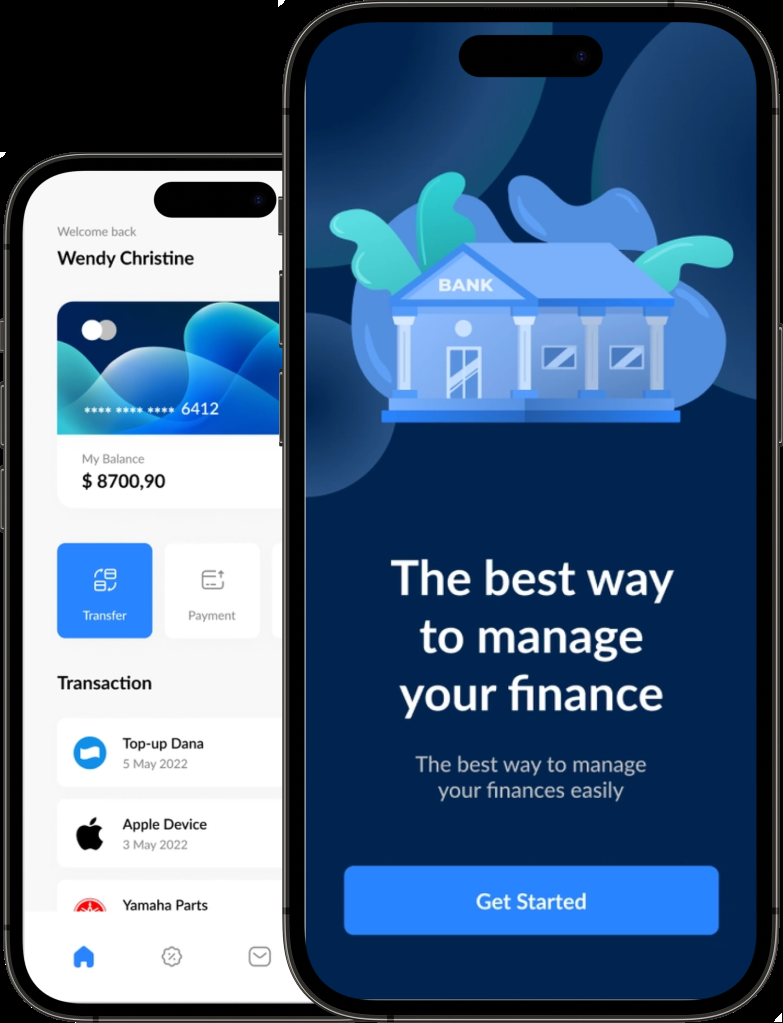 Welcome back
Wendy Christine
**** **** **** 6412
My Balance
$ 8700,90
Transfer
Payment
Transaction
Top-up Dana
5 May 2022
Apple Device
3 May 2022
Yamaha Parts
BANK
The best way
to manage
your finance
The best way to manage
your finances easily
Get Started